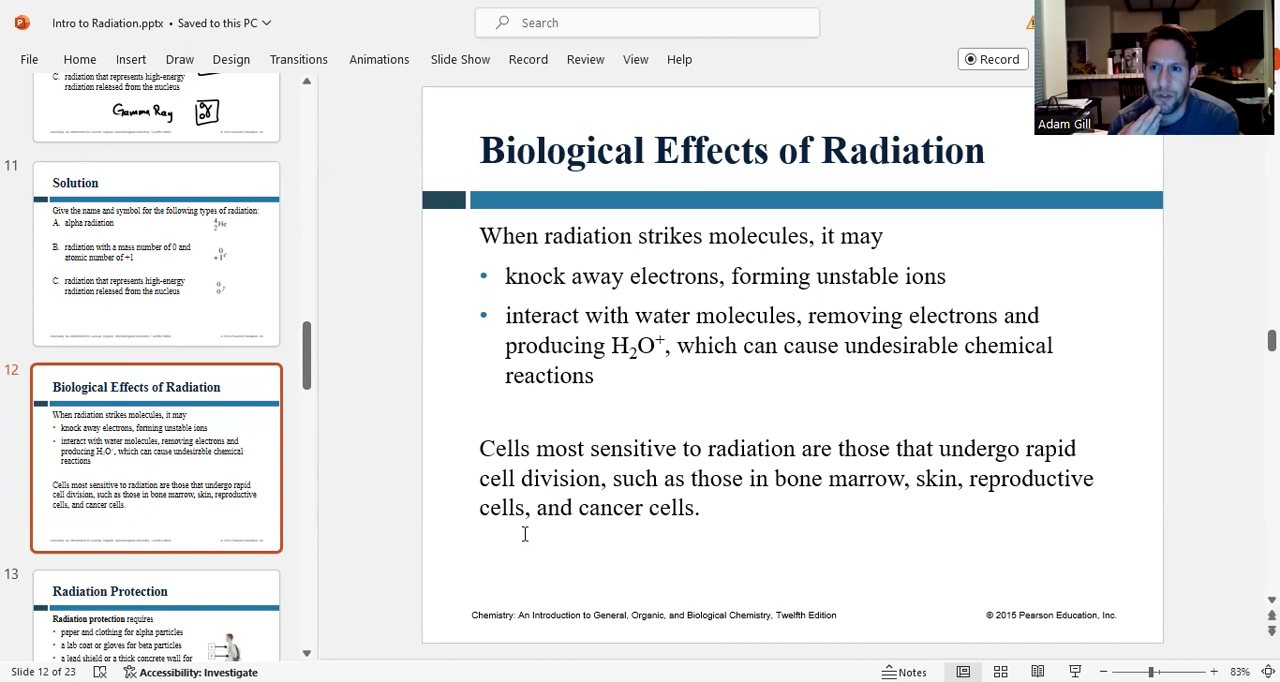 Intro to Radiation.pptx • Saved to this PC
Search
File Home Insert Draw Design Transitions Animations Slide Show Record Review View Help
Record
Adam Gill
C. radiation that represents high-energy
radiation released from the nucleus
Gamma Ray γ
11
Solution
Give the name and symbol for the following types of radiation:
A. alpha radiation 4 2 He
B. radiation with a mass number of 0 and
atomic number of +1 0 +1 e
C. radiation that represents high-energy
radiation released from the nucleus 0 0 γ
12
Biological Effects of Radiation
When radiation strikes molecules, it may
• knock away electrons, forming unstable ions
• interact with water molecules, removing electrons and
producing H₂O⁺, which can cause undesirable chemical
reactions
Cells most sensitive to radiation are those that undergo rapid
cell division, such as those in bone marrow, skin, reproductive
cells, and cancer cells.
13
Radiation Protection
Radiation protection requires
• paper and clothing for alpha particles
• a lab coat or gloves for beta particles
• a lead shield or a thick concrete wall for
Biological Effects of Radiation
When radiation strikes molecules, it may
• knock away electrons, forming unstable ions
• interact with water molecules, removing electrons and
producing H₂O⁺, which can cause undesirable chemical
reactions
Cells most sensitive to radiation are those that undergo rapid
cell division, such as those in bone marrow, skin, reproductive
cells, and cancer cells.
Chemistry: An Introduction to General, Organic, and Biological Chemistry, Twelfth Edition
© 2015 Pearson Education, Inc.
Slide 12 of 23
Accessibility: Investigate
Notes
83%